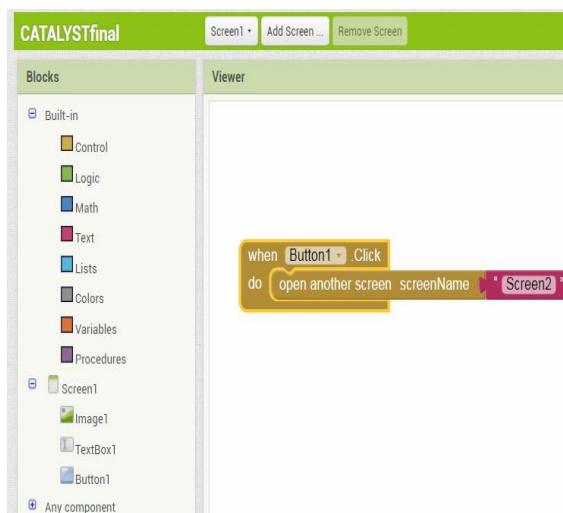 CATALYSTfinal
Screen1 Add Screen ... Remove Screen
Blocks
Viewer
Built-in
Control
Logic
Math
Text
Lists
Colors
Variables
Procedures
Screen1
Image1
TextBox1
Button1
Any component
when Button1 .Click
do open another screen screenName " Screen2 "